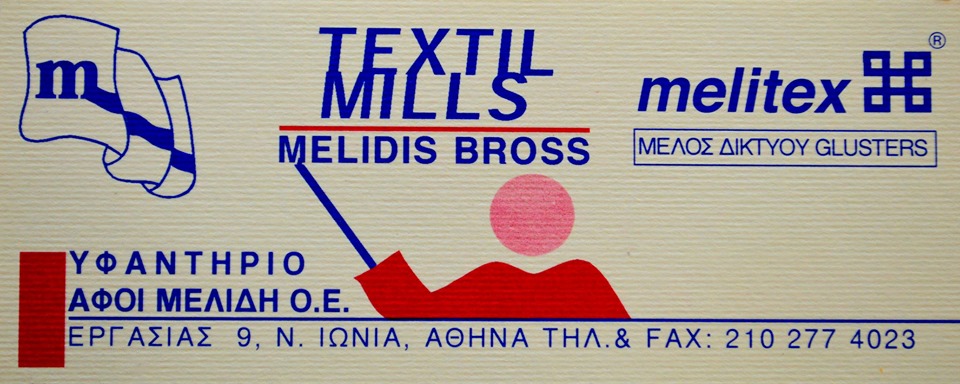 m
TEXTIL
MILLS
MELIDIS BROSS
melitex ®
ΜΕΛΟΣ ΔΙΚΤΥΟΥ GLUSTERS
ΥΦΑΝΤΗΡΙΟ
ΑΦΟΙ ΜΕΛΙΔΗ Ο.Ε.
ΕΡΓΑΣΙΑΣ 9, Ν. ΙΩΝΙΑ, ΑΘΗΝΑ ΤΗΛ.& FAX: 210 277 4023